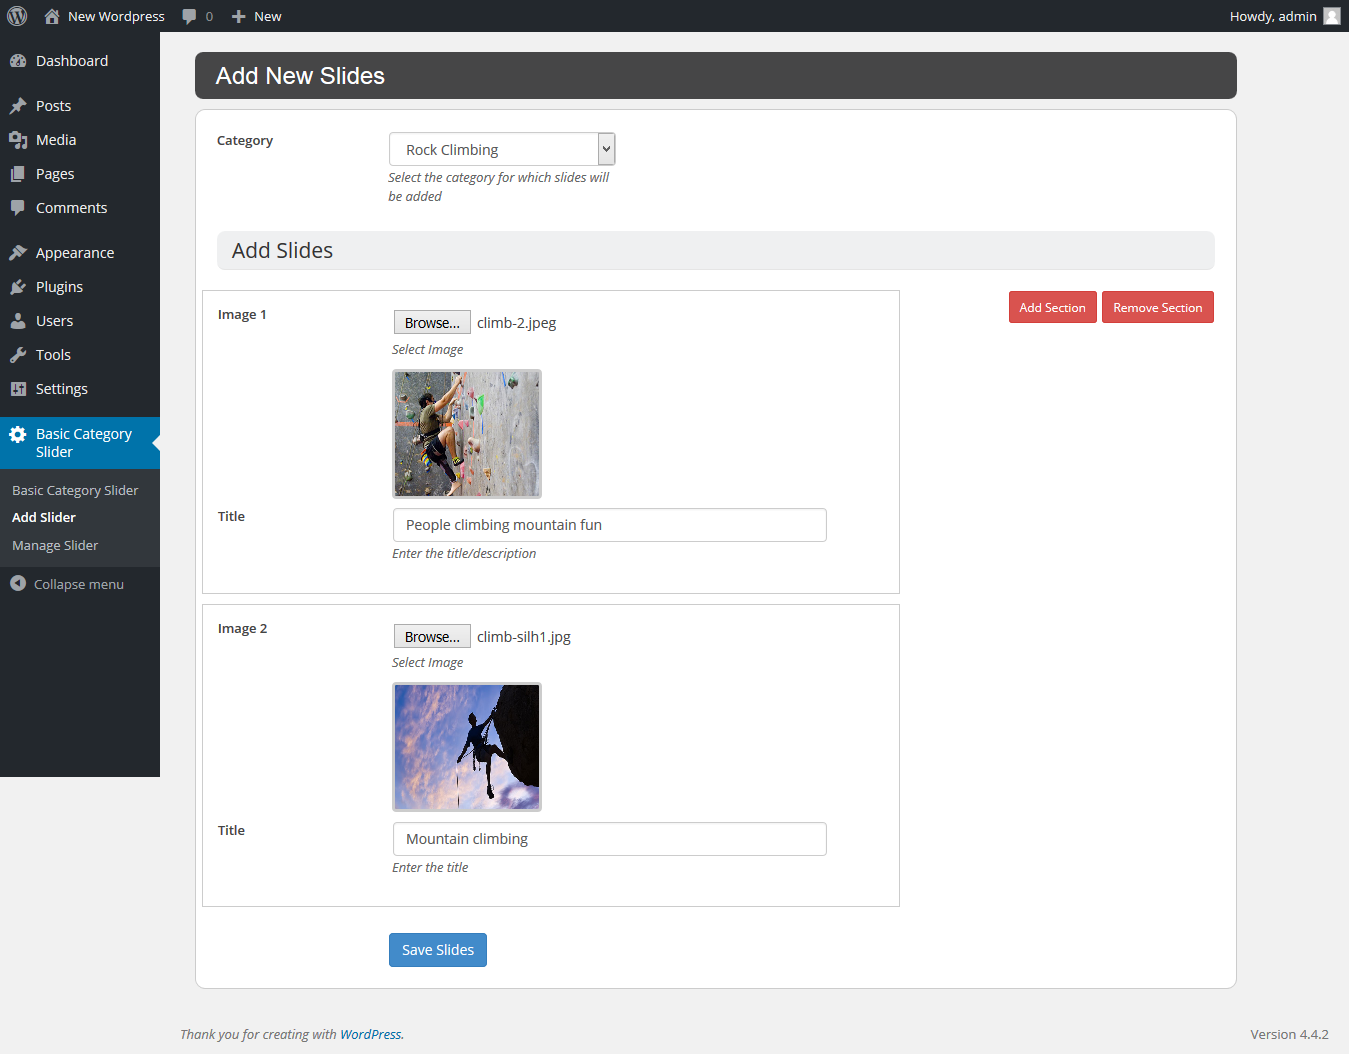 New Wordpress 0 New Howdy, admin
Dashboard
Posts
Media
Pages
Comments
Appearance
Plugins
Users
Tools
Settings
Basic Category
Slider
Basic Category Slider
Add Slider
Manage Slider
Collapse menu
Add New Slides
Category
Rock Climbing
Select the category for which slides will
be added
Add Slides
Add Section Remove Section
Image 1
Browse... climb-2.jpeg
Select Image
Title
People climbing mountain fun
Enter the title/description
Image 2
Browse... climb-silh1.jpg
Select Image
Title
Mountain climbing
Enter the title
Save Slides
Thank you for creating with WordPress.
Version 4.4.2